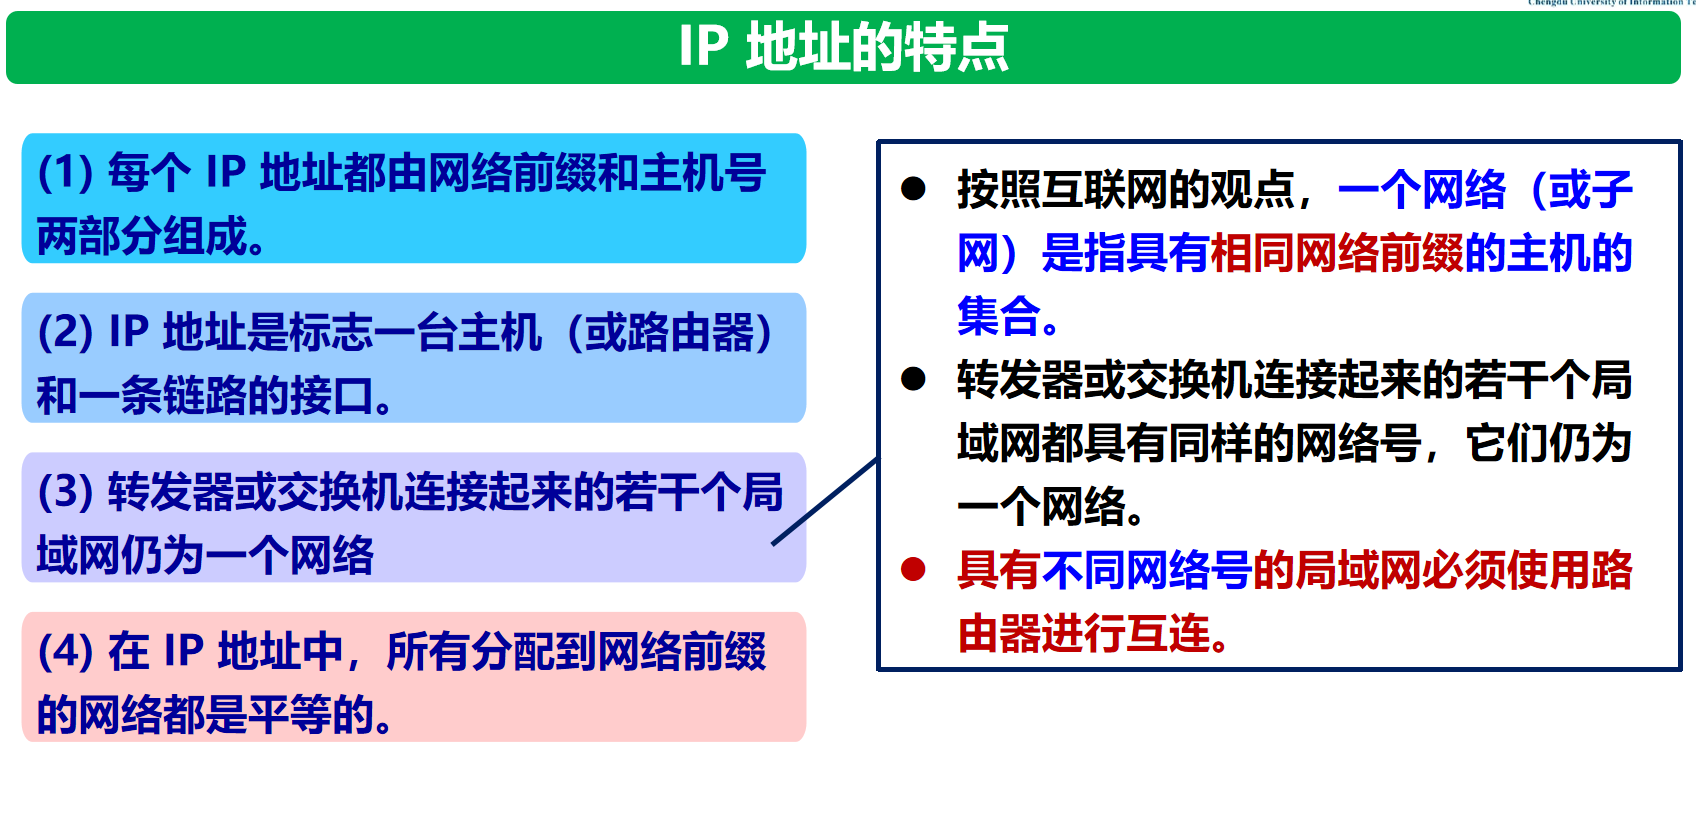 Chengdu University of Information Te
IP 地址的特点
(1) 每个 IP 地址都由网络前缀和主机号
两部分组成。
(2) IP 地址是标志一台主机（或路由器）
和一条链路的接口。
(3) 转发器或交换机连接起来的若干个局
域网仍为一个网络
(4) 在 IP 地址中，所有分配到网络前缀
的网络都是平等的。
● 按照互联网的观点，一个网络（或子
网）是指具有相同网络前缀的主机的
集合。
● 转发器或交换机连接起来的若干个局
域网都具有同样的网络号，它们仍为
一个网络。
● 具有不同网络号的局域网必须使用路
由器进行互连。